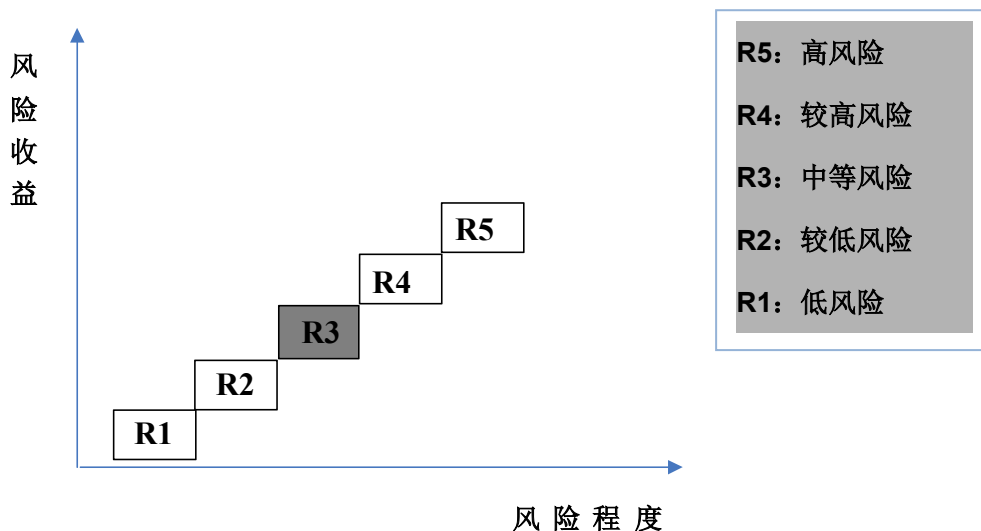 风险收益
R5
R4
R3
R2
R1
风险程度
R5：高风险
R4：较高风险
R3：中等风险
R2：较低风险
R1：低风险